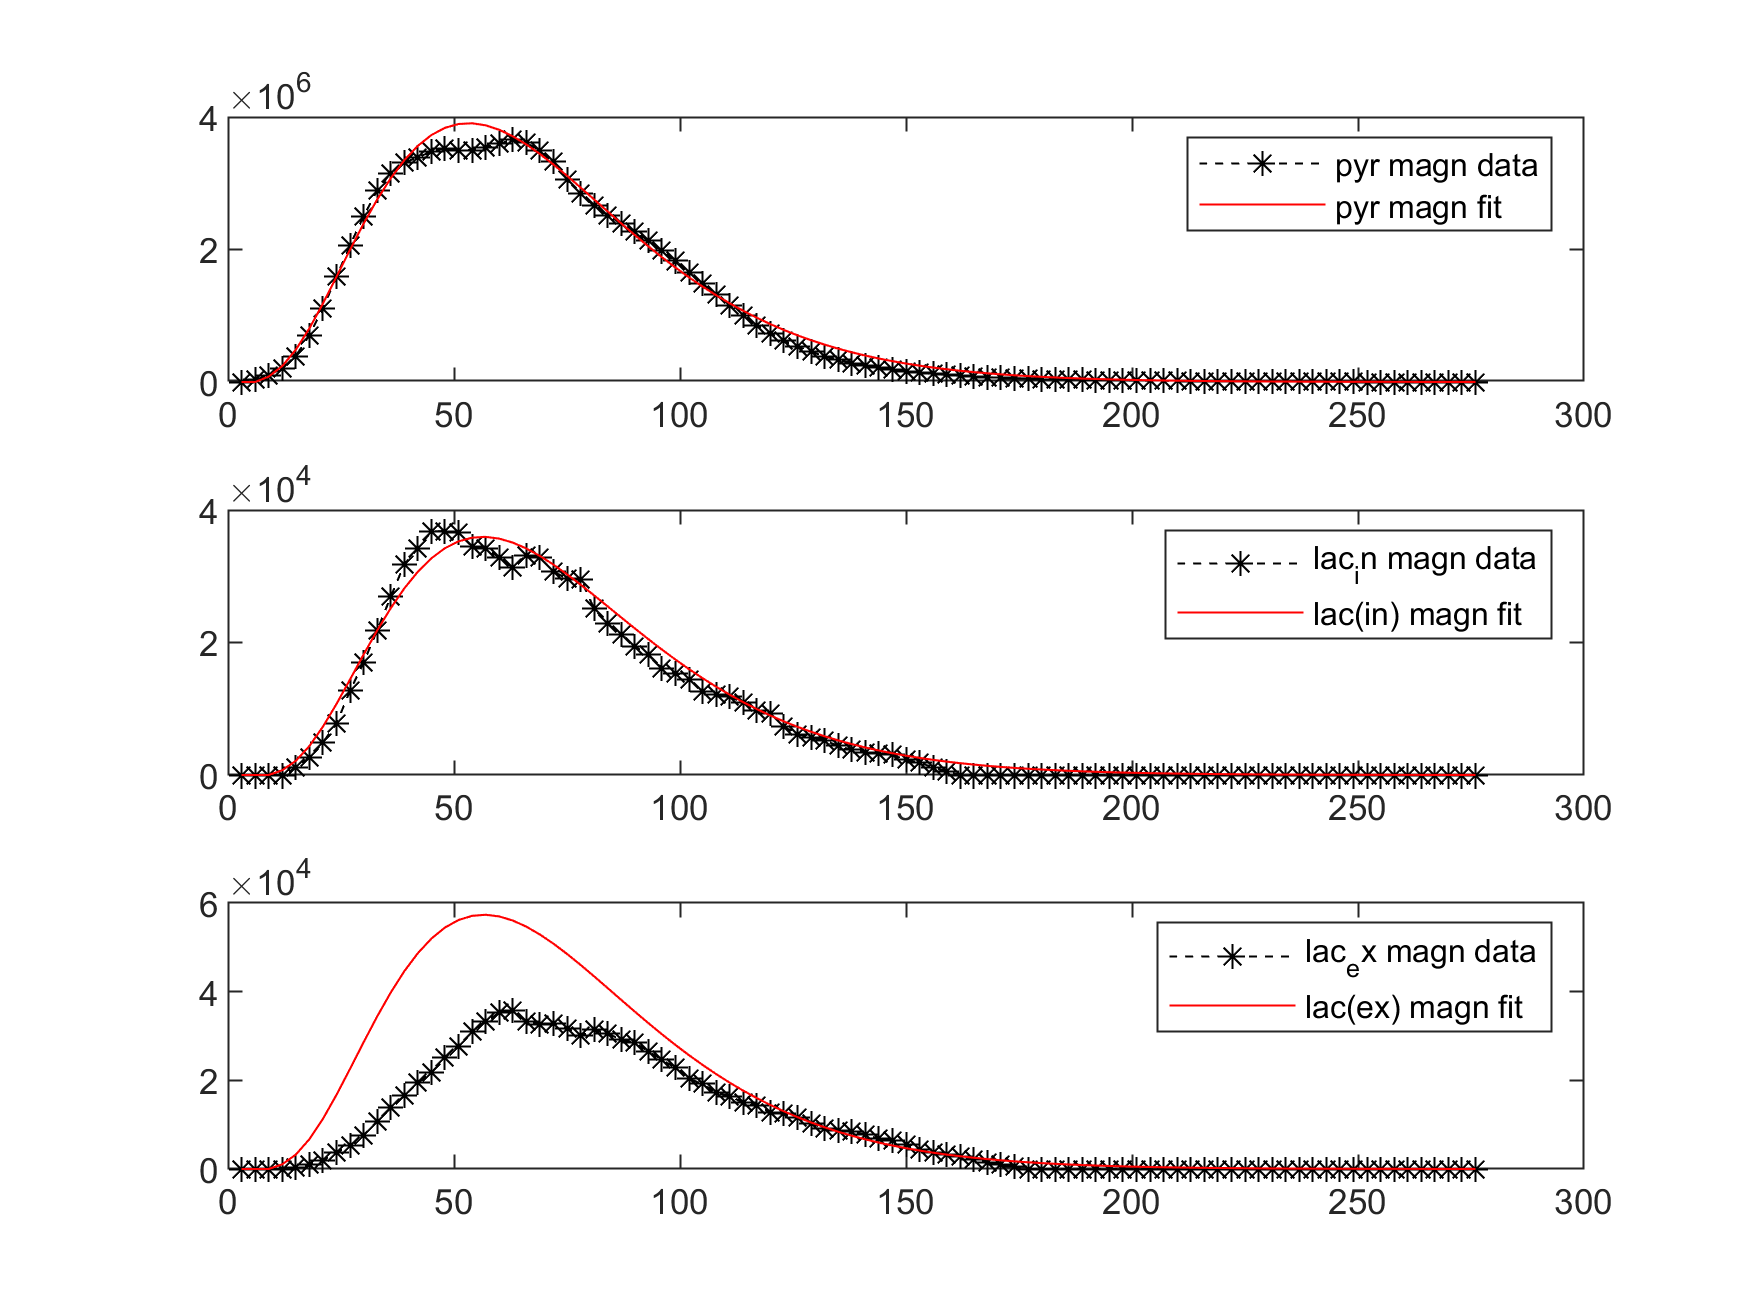 ×10^6
4
2
0
0 50 100 150 200 250 300
pyr magn data
pyr magn fit
×10^4
4
2
0
0 50 100 150 200 250 300
lac_in magn data
lac(in) magn fit
×10^4
6
4
2
0
0 50 100 150 200 250 300
lac_ex magn data
lac(ex) magn fit